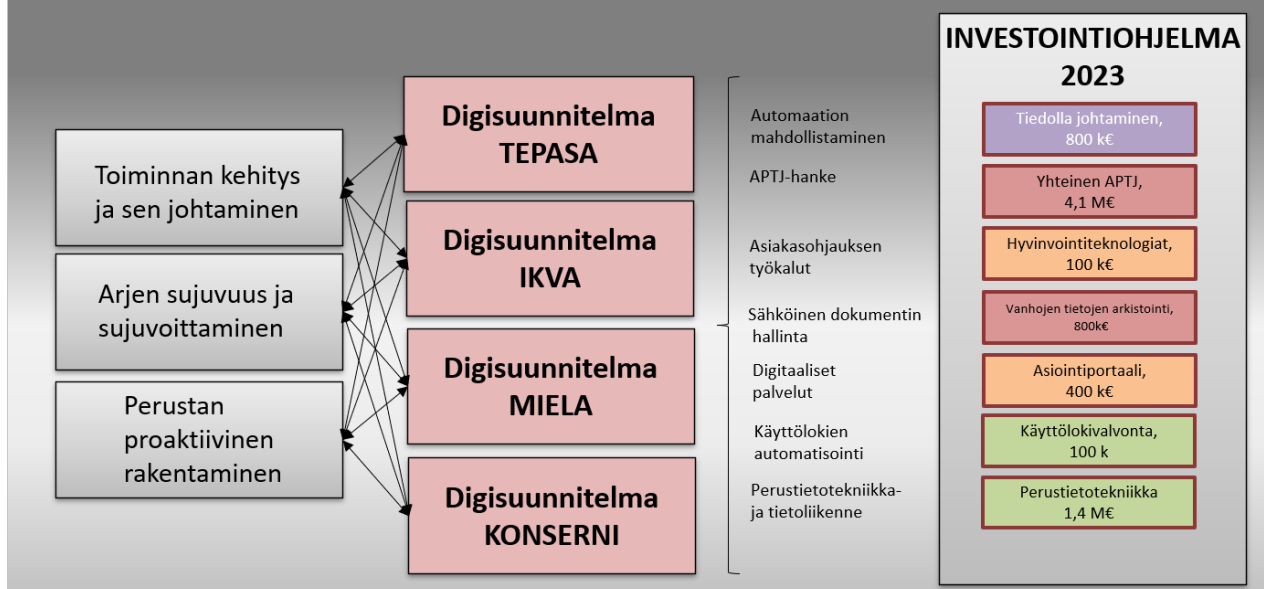 Toiminnan kehitys
ja sen johtaminen
Arjen sujuvuus ja
sujuvoittaminen
Perustan
proaktiivinen
rakentaminen
Digisuunnitelma
TEPASA
Digisuunnitelma
IKVA
Digisuunnitelma
MIELA
Digisuunnitelma
KONSERNI
Automaation
mahdollistaminen
APTJ-hanke
Asiakasohjauksen
työkalut
Sähköinen dokumentin
hallinta
Digitaaliset
palvelut
Käyttölokien
automatisointi
Perustietotekniikka-
ja tietoliikenne
INVESTOINTIOHJELMA
2023
Tiedolla johtaminen,
800 k€
Yhteinen APTJ,
4,1 M€
Hyvinvointiteknologiat,
100 k€
Vanhojen tietojen arkistointi,
800k€
Asiointiportaali,
400 k€
Käyttölokivalvonta,
100 k
Perustietotekniikka
1,4 M€